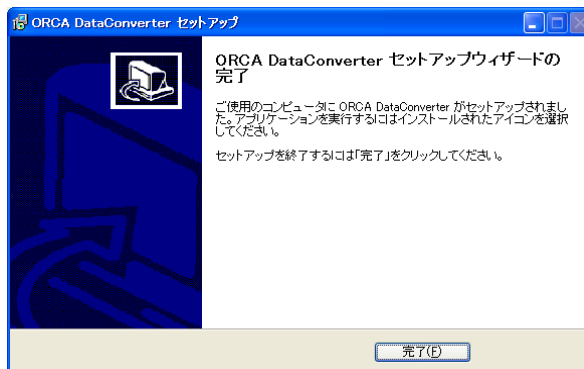 ORCA DataConverter セットアップ
ORCA DataConverter セットアップウィザードの
完了
ご使用のコンピュータに ORCA DataConverter がセットアップされまし
た。アプリケーションを実行するにはインストールされたアイコンを選択
してください。
セットアップを終了するには「完了」をクリックしてください。
完了(F)